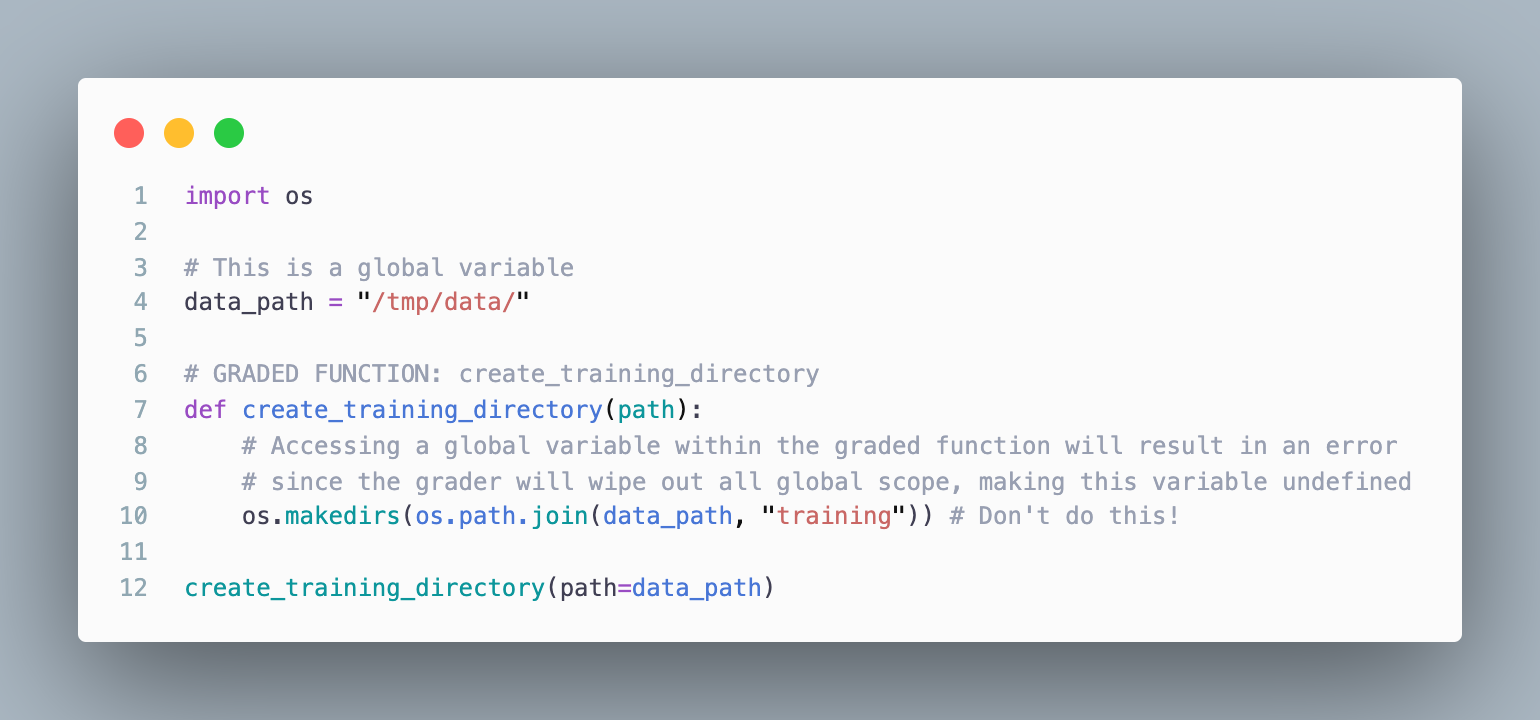 1 import os
2
3 # This is a global variable
4 data_path = "/tmp/data/"
5
6 # GRADED FUNCTION: create_training_directory
7 def create_training_directory(path):
8     # Accessing a global variable within the graded function will result in an error
9     # since the grader will wipe out all global scope, making this variable undefined
10     os.makedirs(os.path.join(data_path, "training")) # Don't do this!
11
12 create_training_directory(path=data_path)